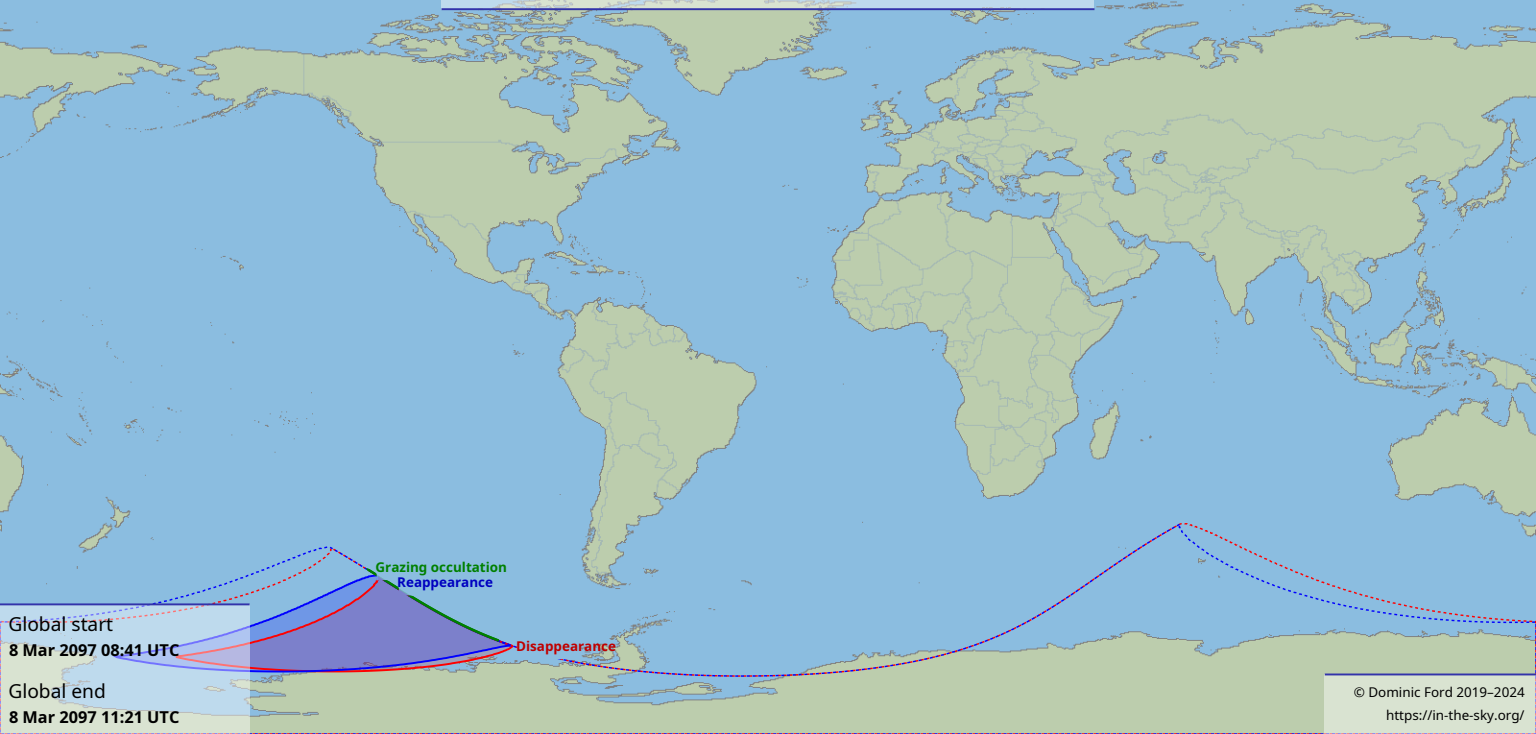 Grazing occultation
Reappearance
Disappearance
Global start
8 Mar 2097 08:41 UTC
Global end
8 Mar 2097 11:21 UTC
© Dominic Ford 2019–2024
https://in-the-sky.org/